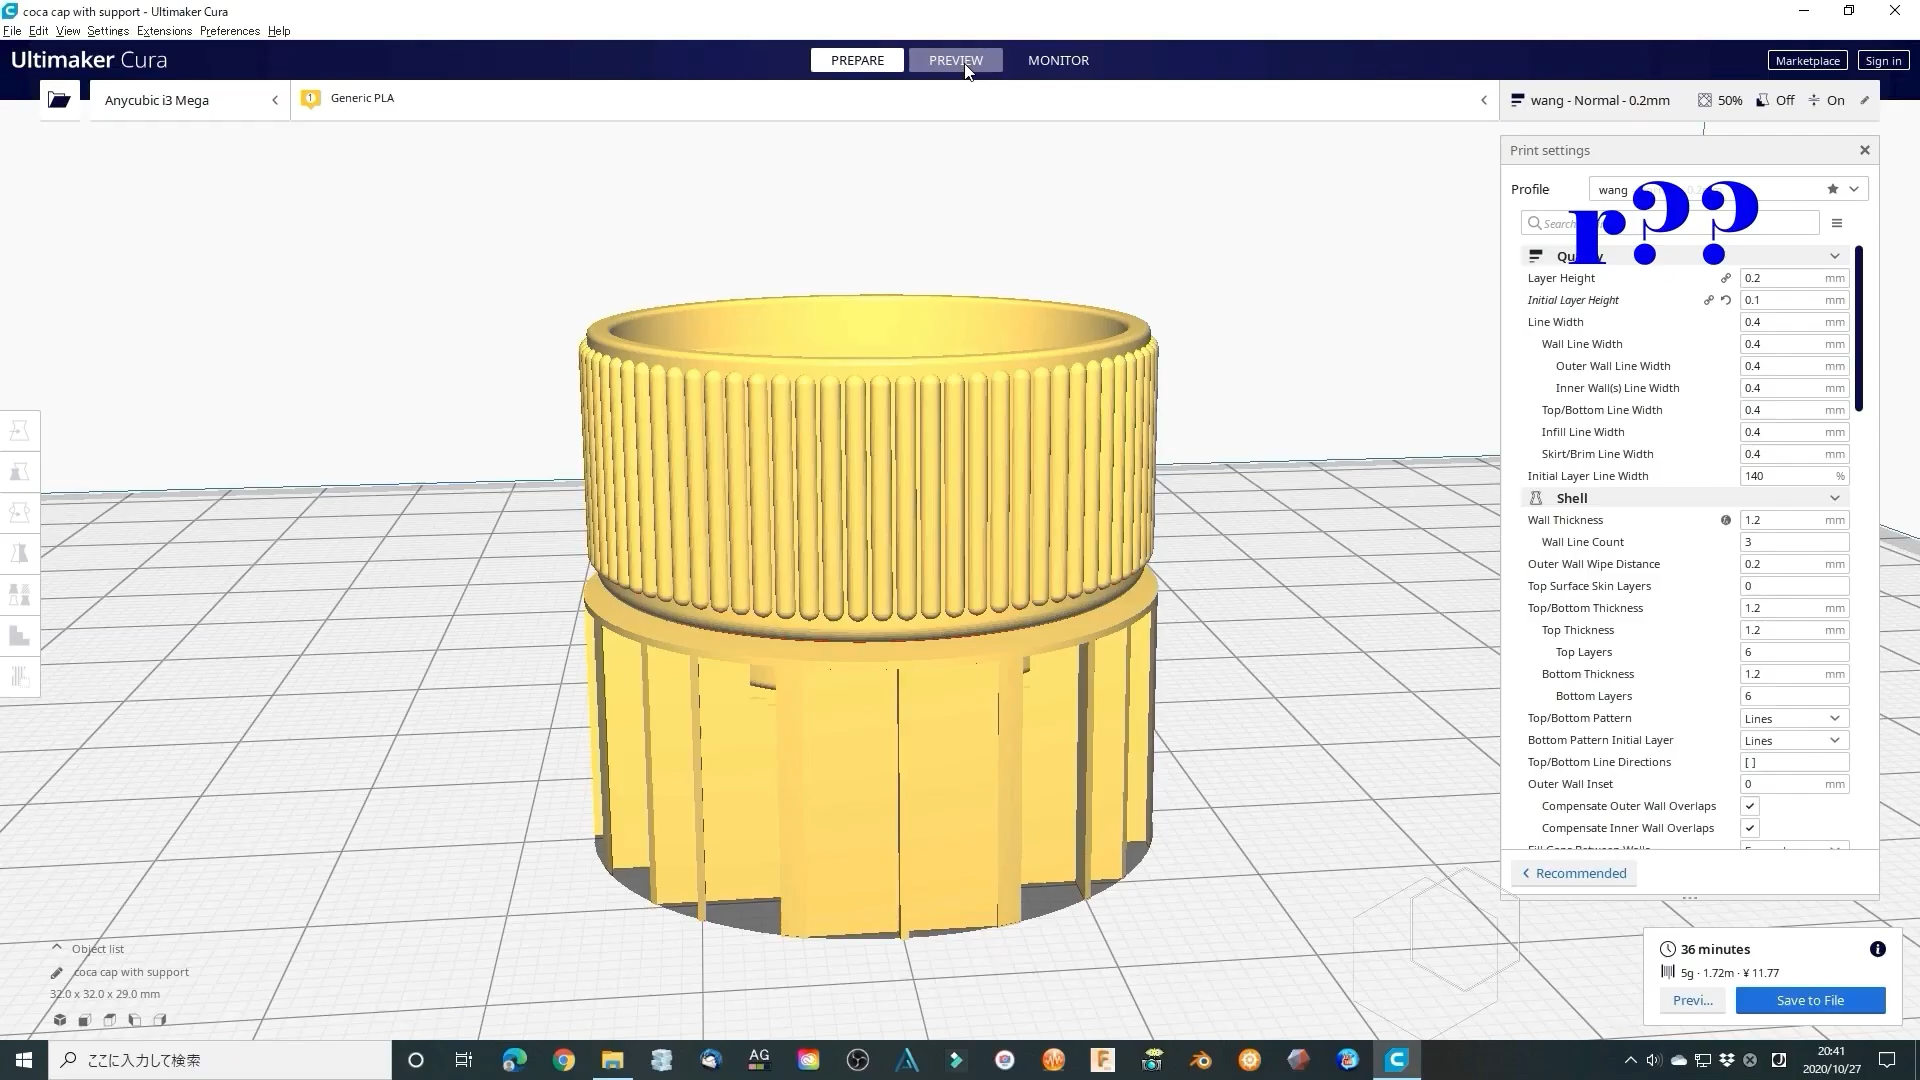 coca cap with support - Ultimaker Cura
File Edit View Settings Extensions Preferences Help
Ultimaker Cura
PREPARE PREVIEW MONITOR
Marketplace Sign in
Anycubic i3 Mega
1 Generic PLA
wang - Normal - 0.2mm 50% Off On
Print settings
Profile wang
r??
Search
Layer Height 0.2 mm
Initial Layer Height 0.1 mm
Line Width 0.4 mm
Wall Line Width 0.4 mm
Outer Wall Line Width 0.4 mm
Inner Wall(s) Line Width 0.4 mm
Top/Bottom Line Width 0.4 mm
Infill Line Width 0.4 mm
Skirt/Brim Line Width 0.4 mm
Initial Layer Line Width 140 %
Shell
Wall Thickness 1.2 mm
Wall Line Count 3
Outer Wall Wipe Distance 0.2 mm
Top Surface Skin Layers 0
Top/Bottom Thickness 1.2 mm
Top Thickness 1.2 mm
Top Layers 6
Bottom Thickness 1.2 mm
Bottom Layers 6
Top/Bottom Pattern Lines
Bottom Pattern Initial Layer Lines
Top/Bottom Line Directions [ ]
Outer Wall Inset 0 mm
Compensate Outer Wall Overlaps
Compensate Inner Wall Overlaps
Recommended
Object list
coca cap with support
32.0 x 32.0 x 29.0 mm
36 minutes
5g · 1.72m · ¥ 11.77
Previ... Save to File
ここに入力して検索
AG
20:41
2020/10/27